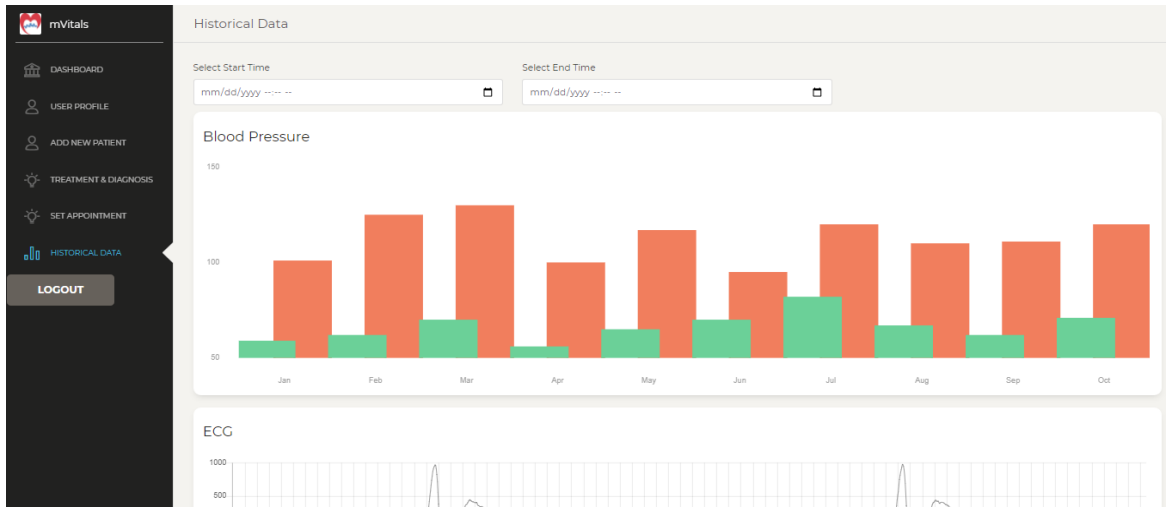 mVitals
DASHBOARD
USER PROFILE
ADD NEW PATIENT
TREATMENT & DIAGNOSIS
SET APPOINTMENT
HISTORICAL DATA
LOGOUT
Historical Data
Select Start Time
Select End Time
mm/dd/yyyy --:-- --
mm/dd/yyyy --:-- --
Blood Pressure
150
100
50
Jan Feb Mar Apr May Jun Jul Aug Sep Oct
ECG
1000
500